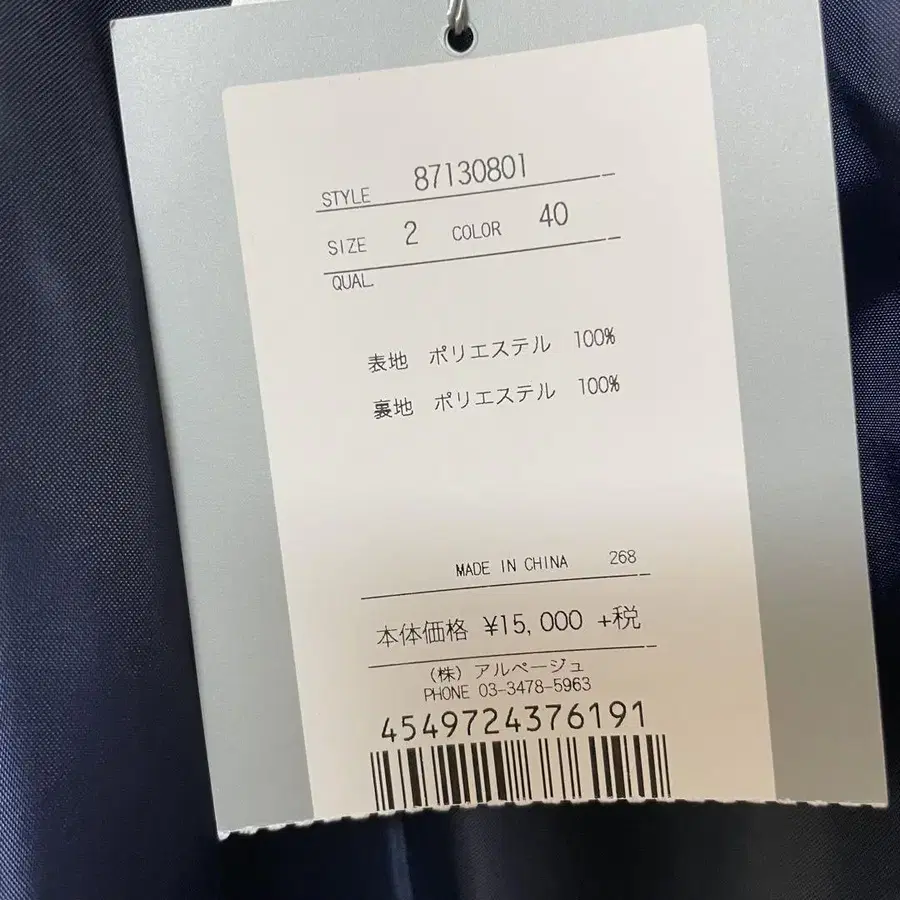 STYLE 87130801
SIZE 2 COLOR 40
QUAL.
表地 ポリエステル 100%
裏地 ポリエステル 100%
MADE IN CHINA 268
本体価格 ¥15,000 +税
(株) アルページュ
PHONE 03-3478-5963
4549724376191